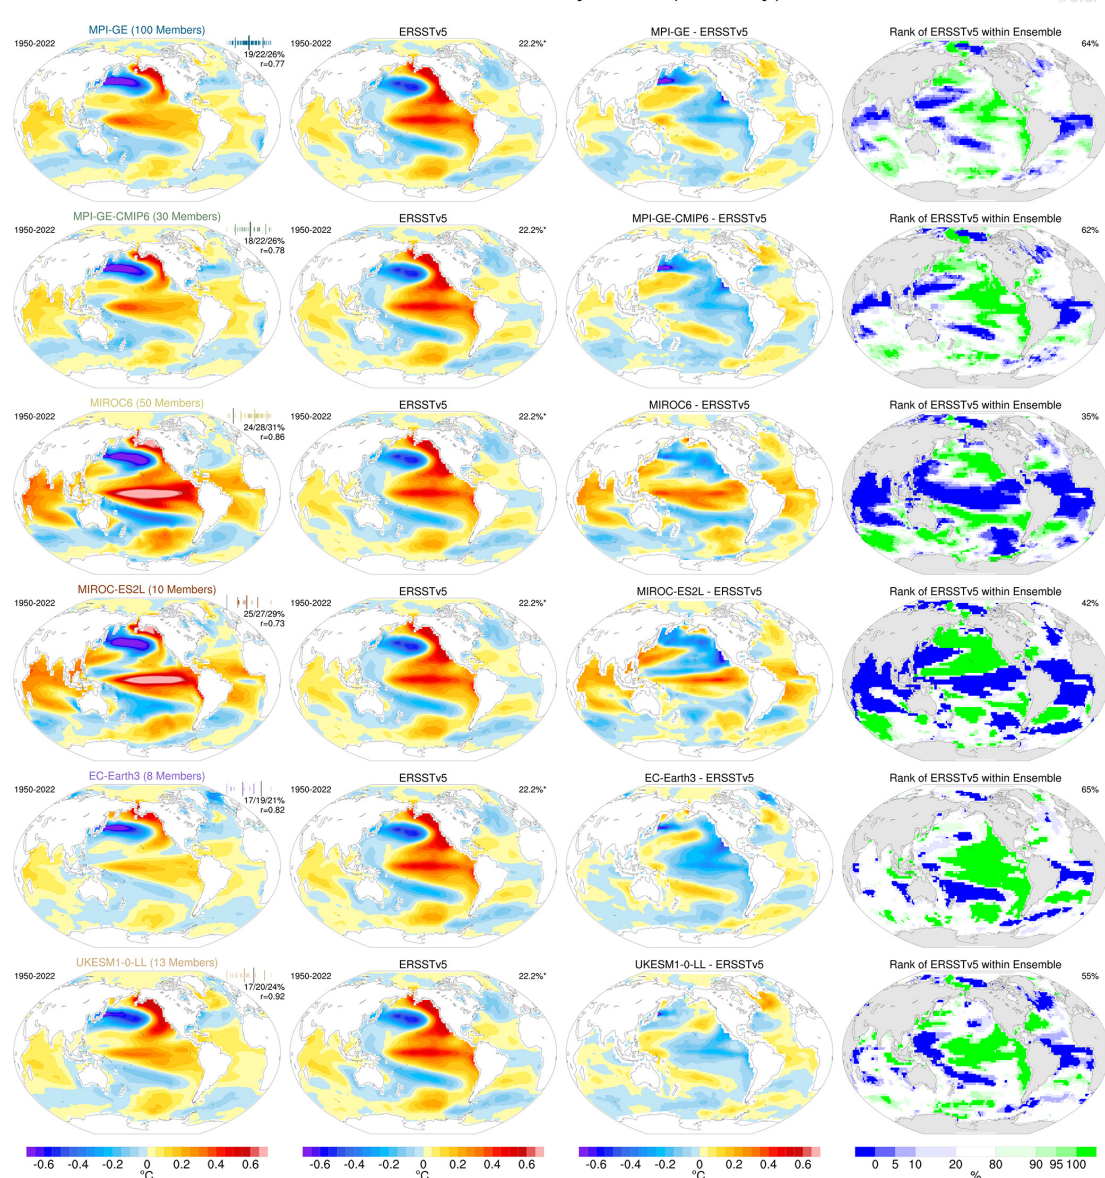 MPI-GE (100 Members) ERSSTv5 MPI-GE - ERSSTv5 Rank of ERSSTv5 within Ensemble
1950-2022 1950-2022 22.2%* 64%
19/22/26%
r=0.77
MPI-GE-CMIP6 (30 Members) ERSSTv5 MPI-GE-CMIP6 - ERSSTv5 Rank of ERSSTv5 within Ensemble
1950-2022 1950-2022 22.2%* 62%
18/22/26%
r=0.78
MIROC6 (50 Members) ERSSTv5 MIROC6 - ERSSTv5 Rank of ERSSTv5 within Ensemble
1950-2022 1950-2022 22.2%* 35%
24/28/31%
r=0.86
MIROC-ES2L (10 Members) ERSSTv5 MIROC-ES2L - ERSSTv5 Rank of ERSSTv5 within Ensemble
1950-2022 1950-2022 22.2%* 42%
25/27/29%
r=0.73
EC-Earth3 (8 Members) ERSSTv5 EC-Earth3 - ERSSTv5 Rank of ERSSTv5 within Ensemble
1950-2022 1950-2022 22.2%* 65%
17/19/21%
r=0.82
UKESM1-0-LL (13 Members) ERSSTv5 UKESM1-0-LL - ERSSTv5 Rank of ERSSTv5 within Ensemble
1950-2022 1950-2022 22.2%* 55%
17/20/24%
r=0.92
-0.6 -0.4 -0.2 0 0.2 0.4 0.6 -0.6 -0.4 -0.2 0 0.2 0.4 0.6 -0.6 -0.4 -0.2 0 0.2 0.4 0.6 0 5 10 20 80 90 95 100
°C °C °C %